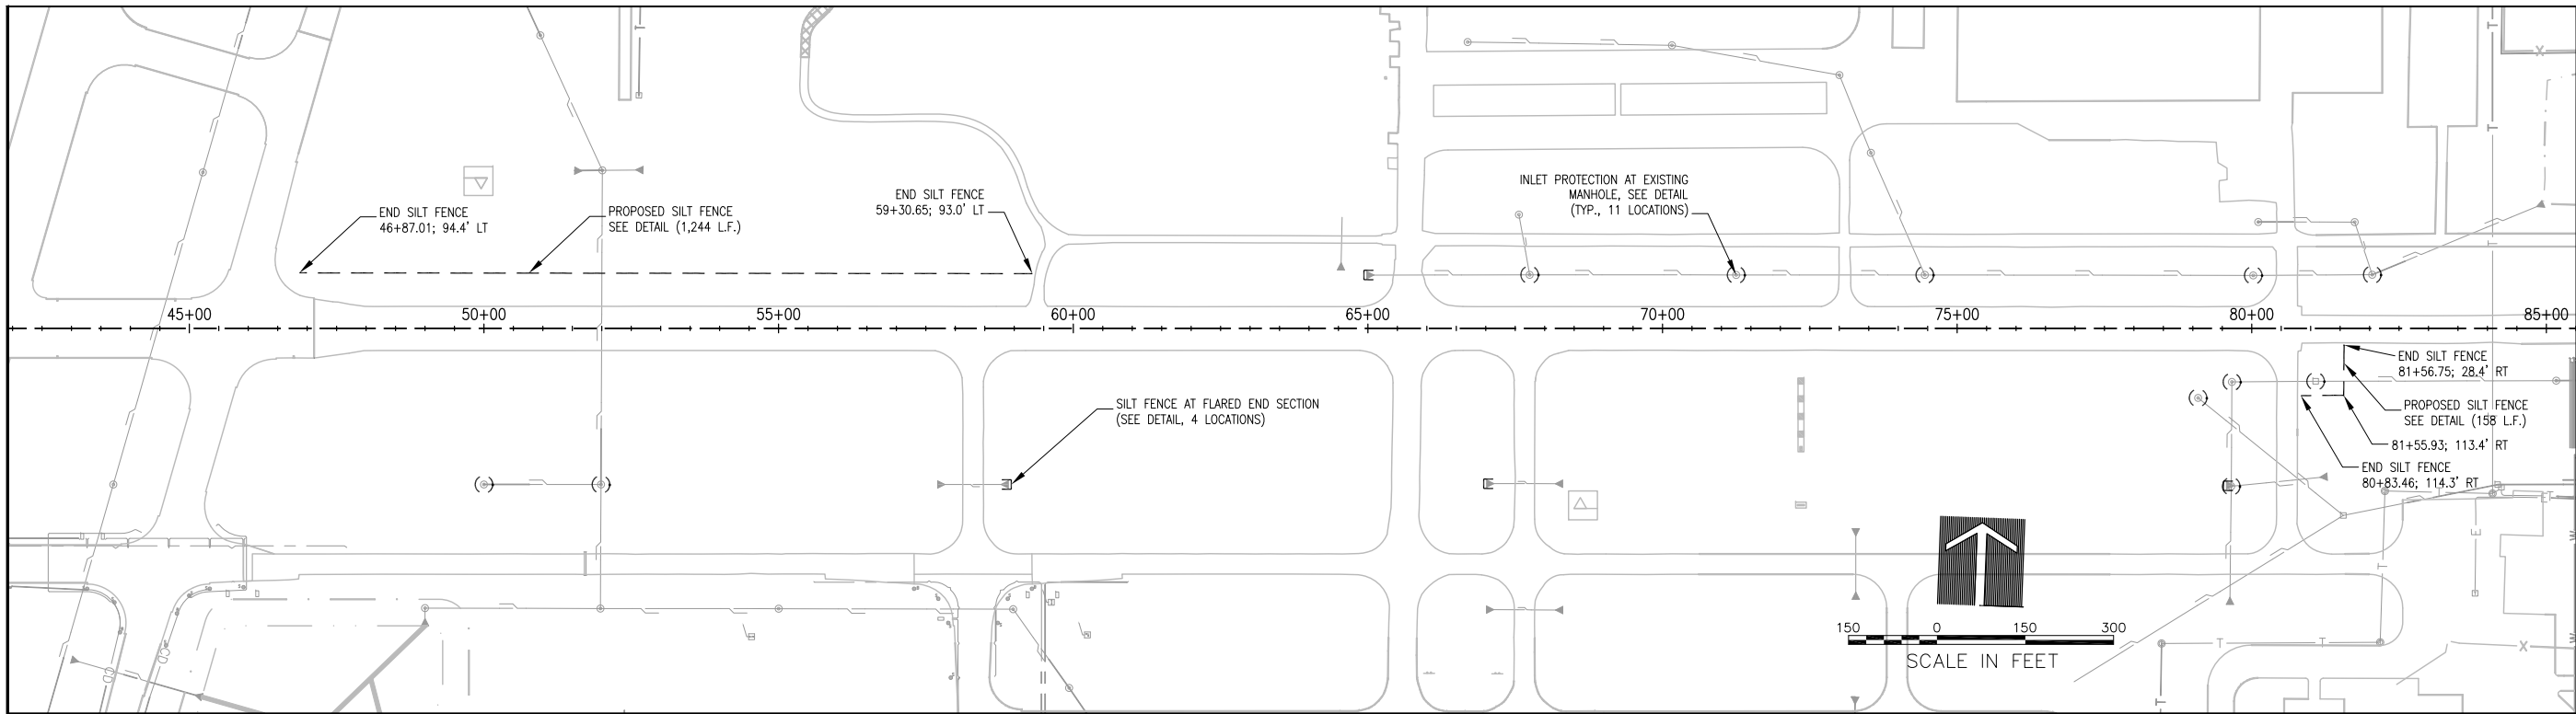 END SILT FENCE
46+87.01; 94.4' LT
PROPOSED SILT FENCE
SEE DETAIL (1,244 L.F.)
END SILT FENCE
59+30.65; 93.0' LT
INLET PROTECTION AT EXISTING
MANHOLE, SEE DETAIL
(TYP., 11 LOCATIONS)
45+00
50+00
55+00
60+00
65+00
70+00
75+00
80+00
85+00
SILT FENCE AT FLARED END SECTION
(SEE DETAIL, 4 LOCATIONS)
END SILT FENCE
81+56.75; 28.4' RT
PROPOSED SILT FENCE
SEE DETAIL (158 L.F.)
81+55.93; 113.4' RT
END SILT FENCE
80+83.46; 114.3' RT
150 0 150 300
SCALE IN FEET
T
T
T
T
X
T
E
T
T
T
X
T
CD
CD